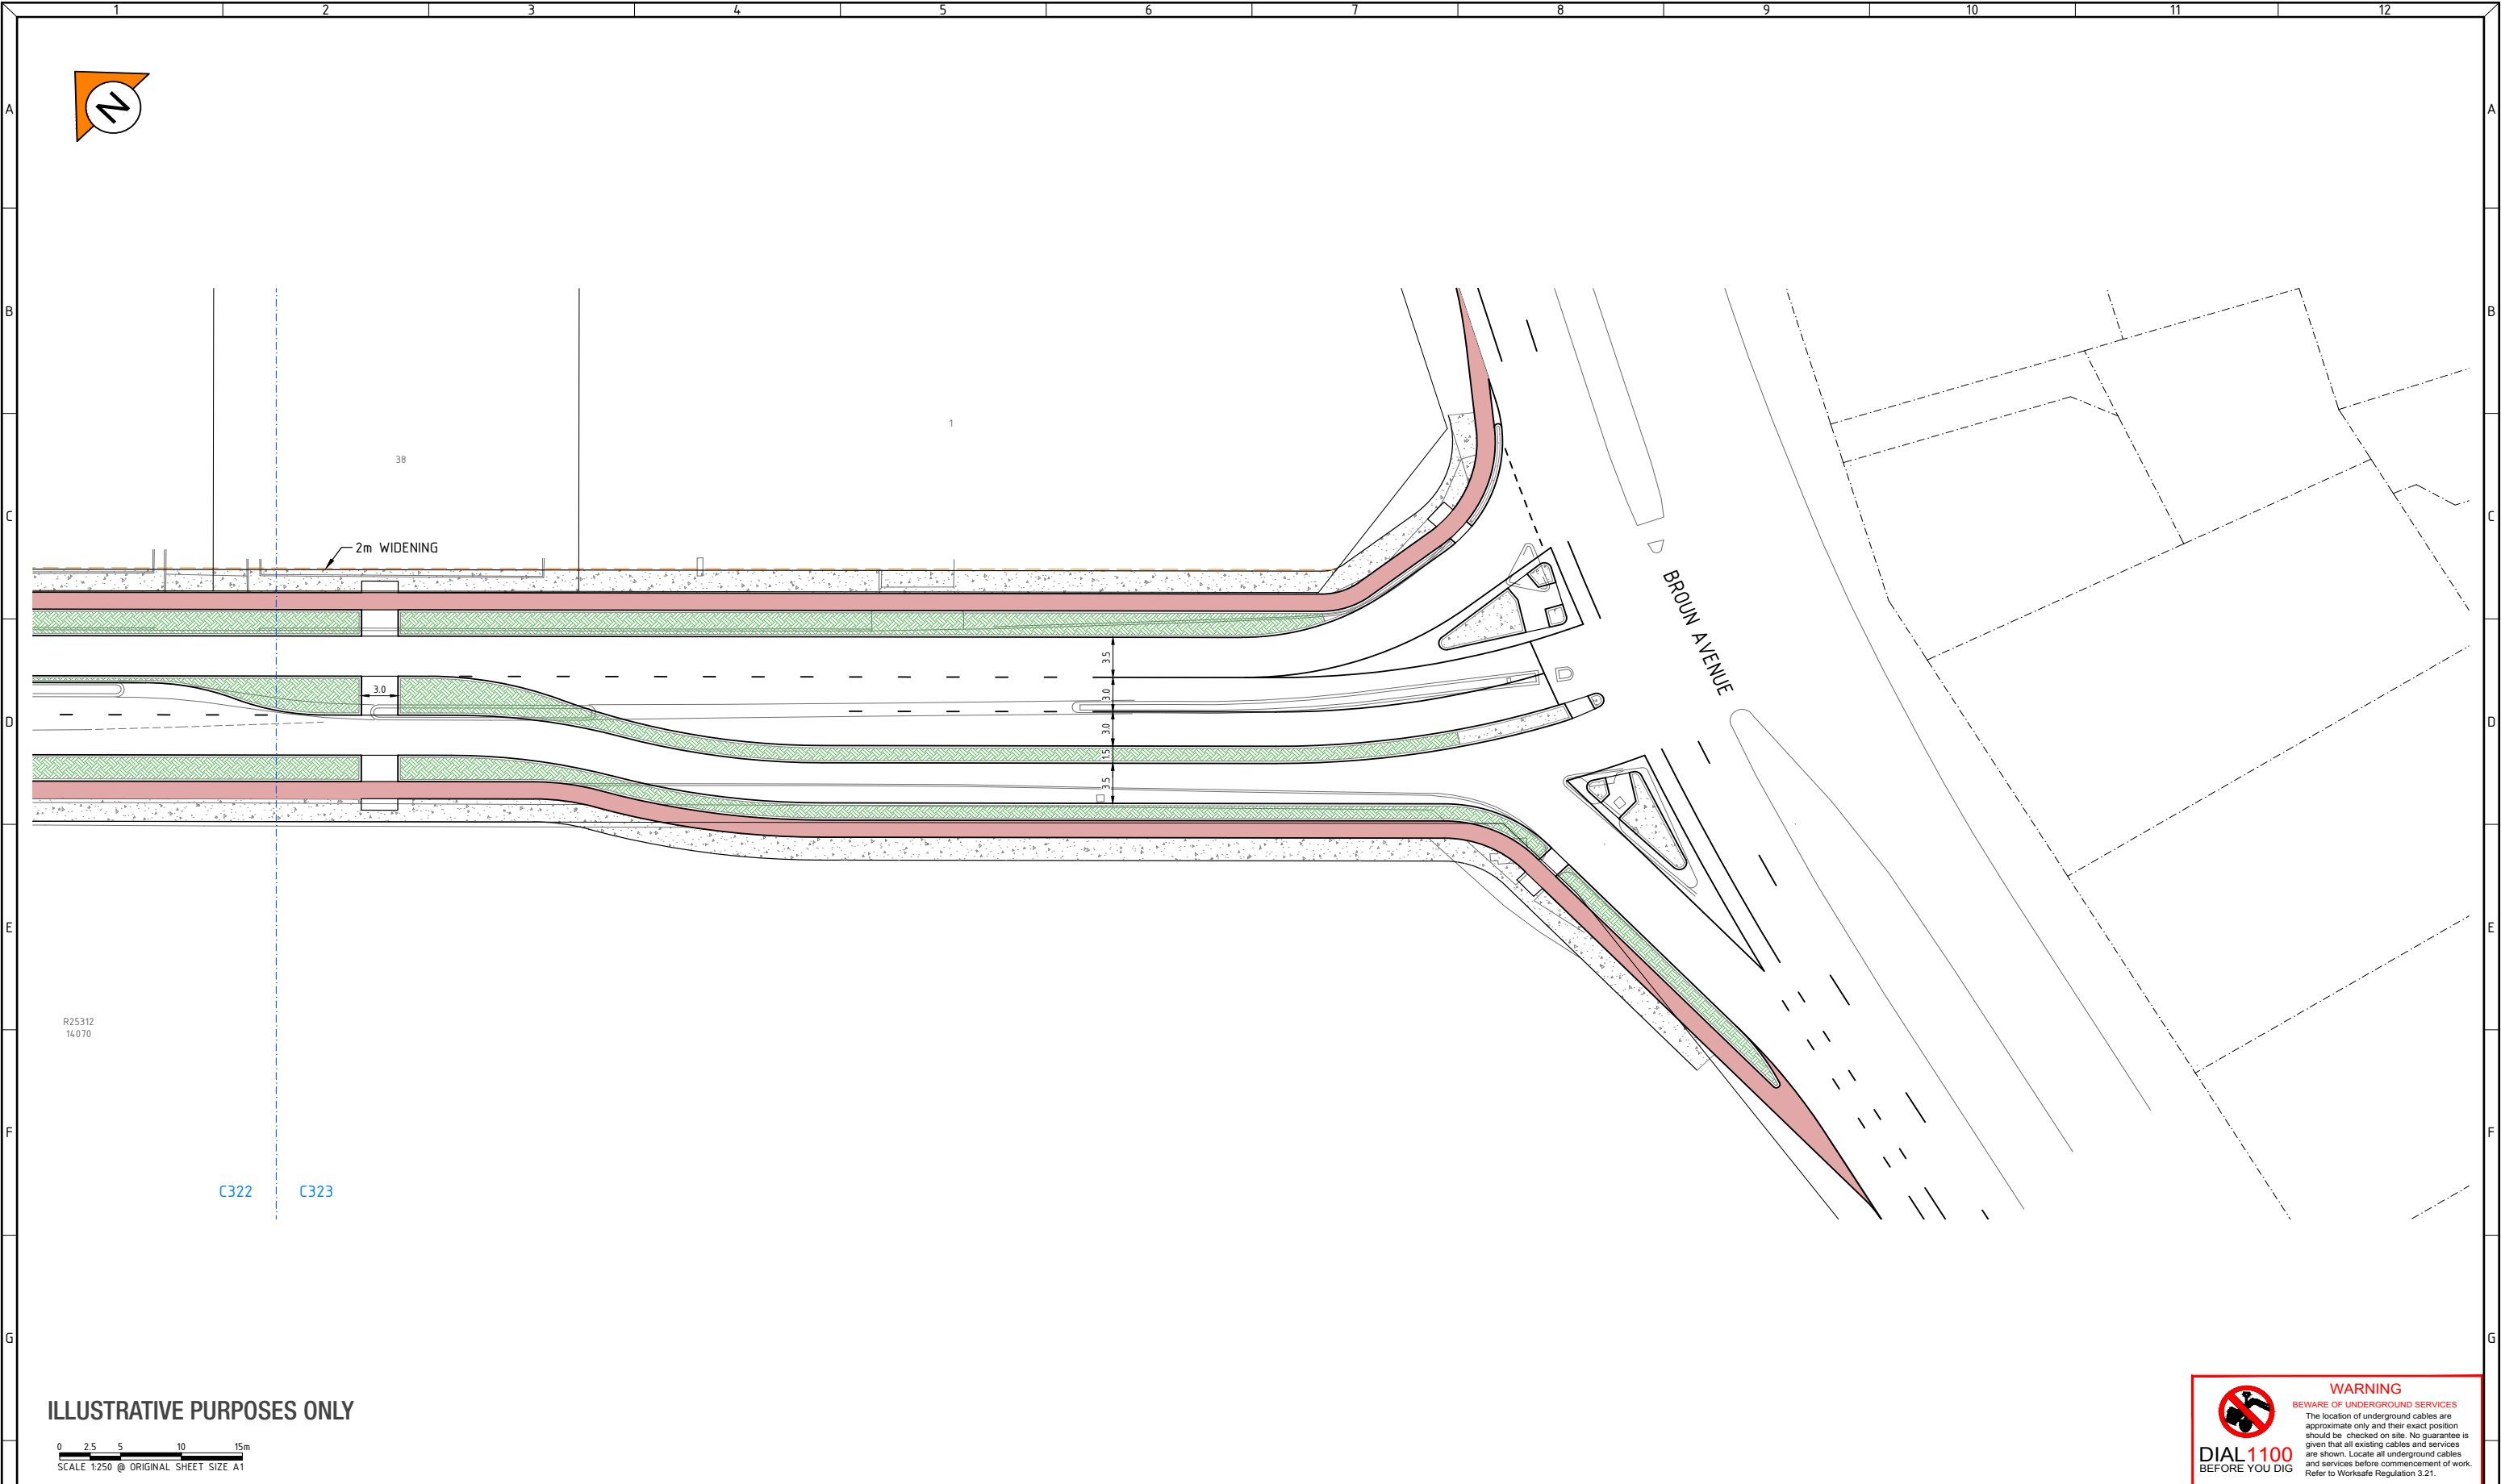 1 2 3 4 5 6 7 8 9 10 11 12
A A
N
B B
1
38
C C
2m WIDENING
BROUN AVENUE
3.5
3.0
3.0
D D
3.0
1.5
3.5
E E
R25312
14070
F F
C322 C323
G G
ILLUSTRATIVE PURPOSES ONLY
0 2.5 5 10 15m
SCALE 1:250 @ ORIGINAL SHEET SIZE A1
WARNING
BEWARE OF UNDERGROUND SERVICES
The location of underground cables are
approximate only and their exact position
should be checked on site. No guarantee is
given that all existing cables and services
are shown. Locate all underground cables
and services before commencement of work.
Refer to Worksafe Regulation 3.21.
DIAL 1100
BEFORE YOU DIG